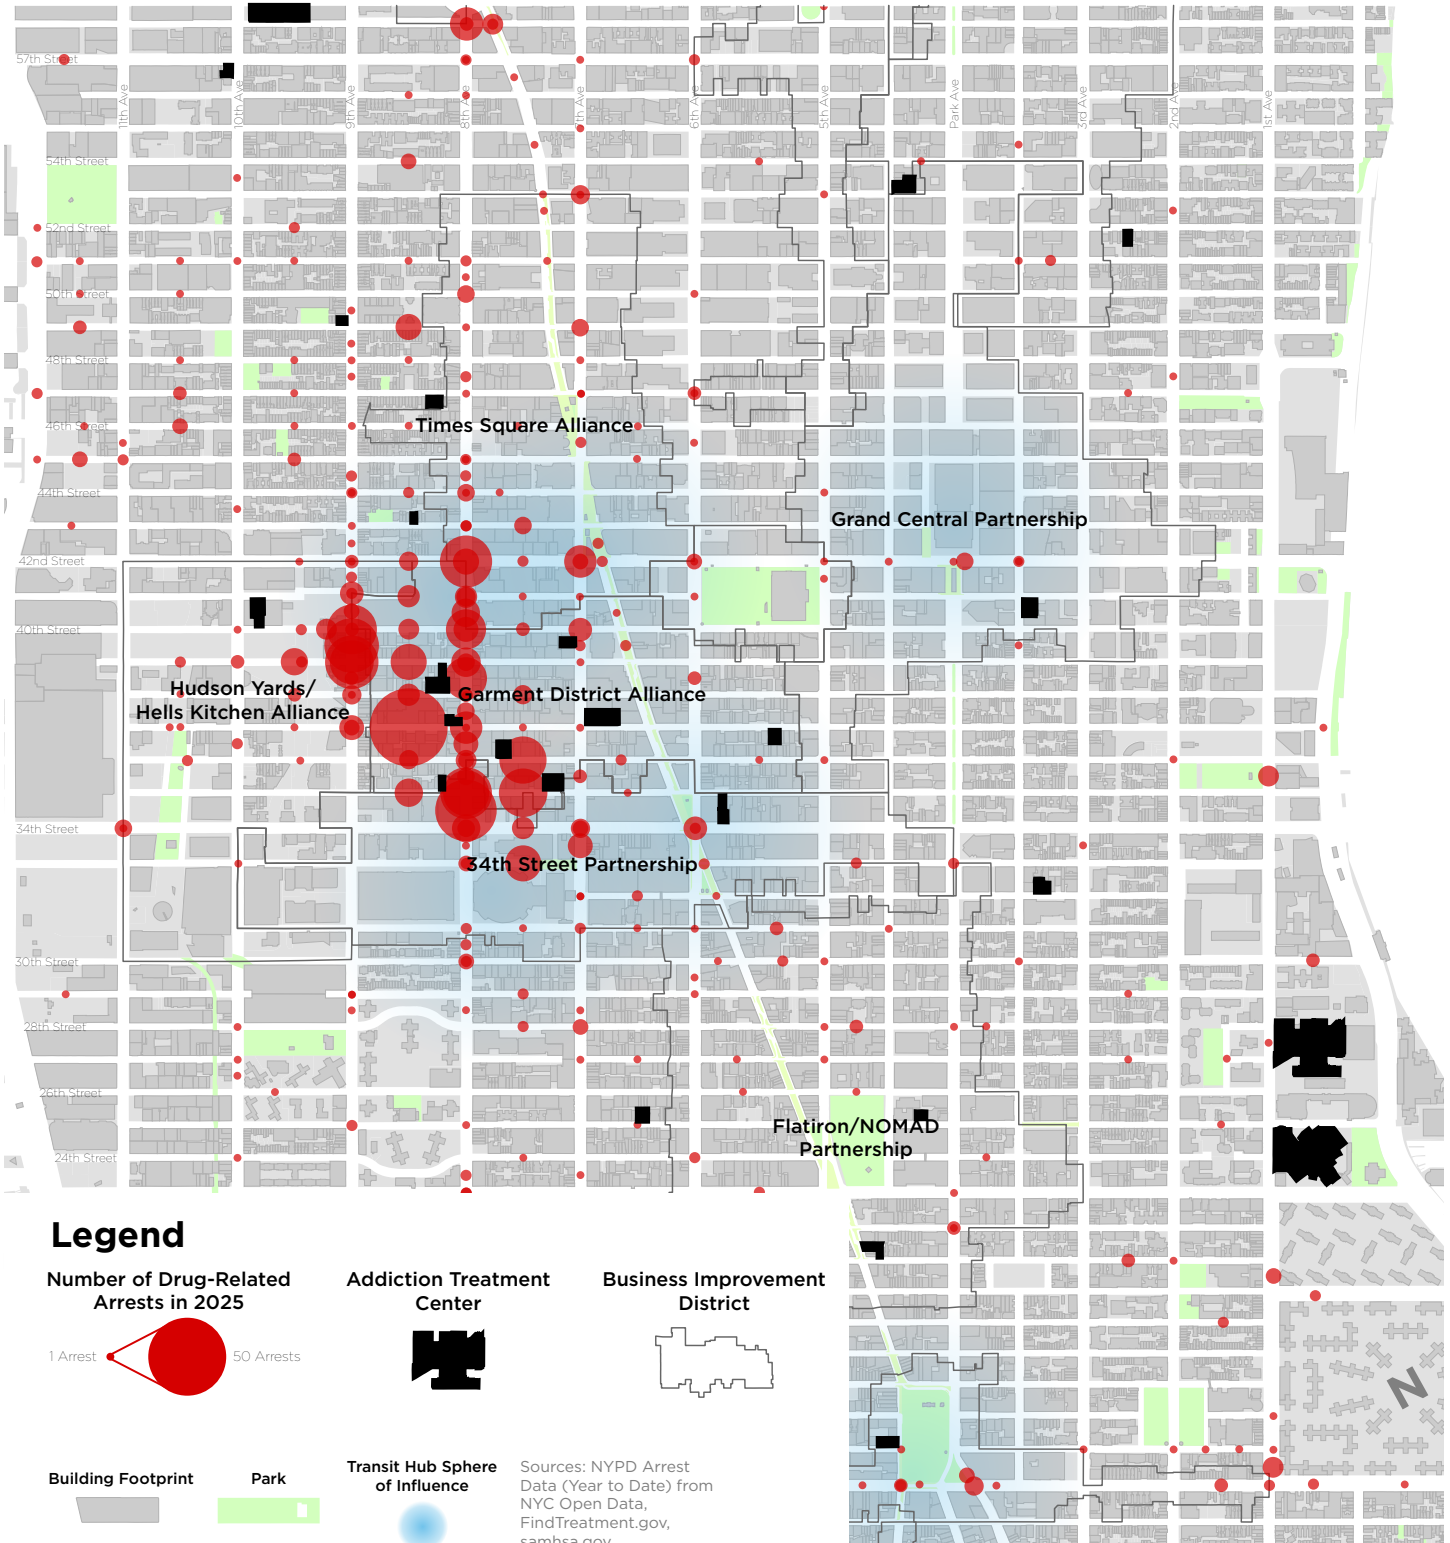 57th Street
11th Ave
10th Ave
9th Ave
8th Ave
7th Ave
6th Ave
5th Ave
Park Ave
3rd Ave
2nd Ave
1st Ave
54th Street
52nd Street
50th Street
48th Street
46th Street
Times Square Alliance
44th Street
Grand Central Partnership
42nd Street
40th Street
Hudson Yards/
Hells Kitchen Alliance
Garment District Alliance
34th Street
34th Street Partnership
30th Street
28th Street
26th Street
Flatiron/NOMAD
Partnership
24th Street
Legend
Number of Drug-Related
Arrests in 2025
1 Arrest
50 Arrests
Addiction Treatment
Center
Business Improvement
District
N
Building Footprint
Park
Transit Hub Sphere
of Influence
Sources: NYPD Arrest
Data (Year to Date) from
NYC Open Data,
FindTreatment.gov,
samhsa.gov